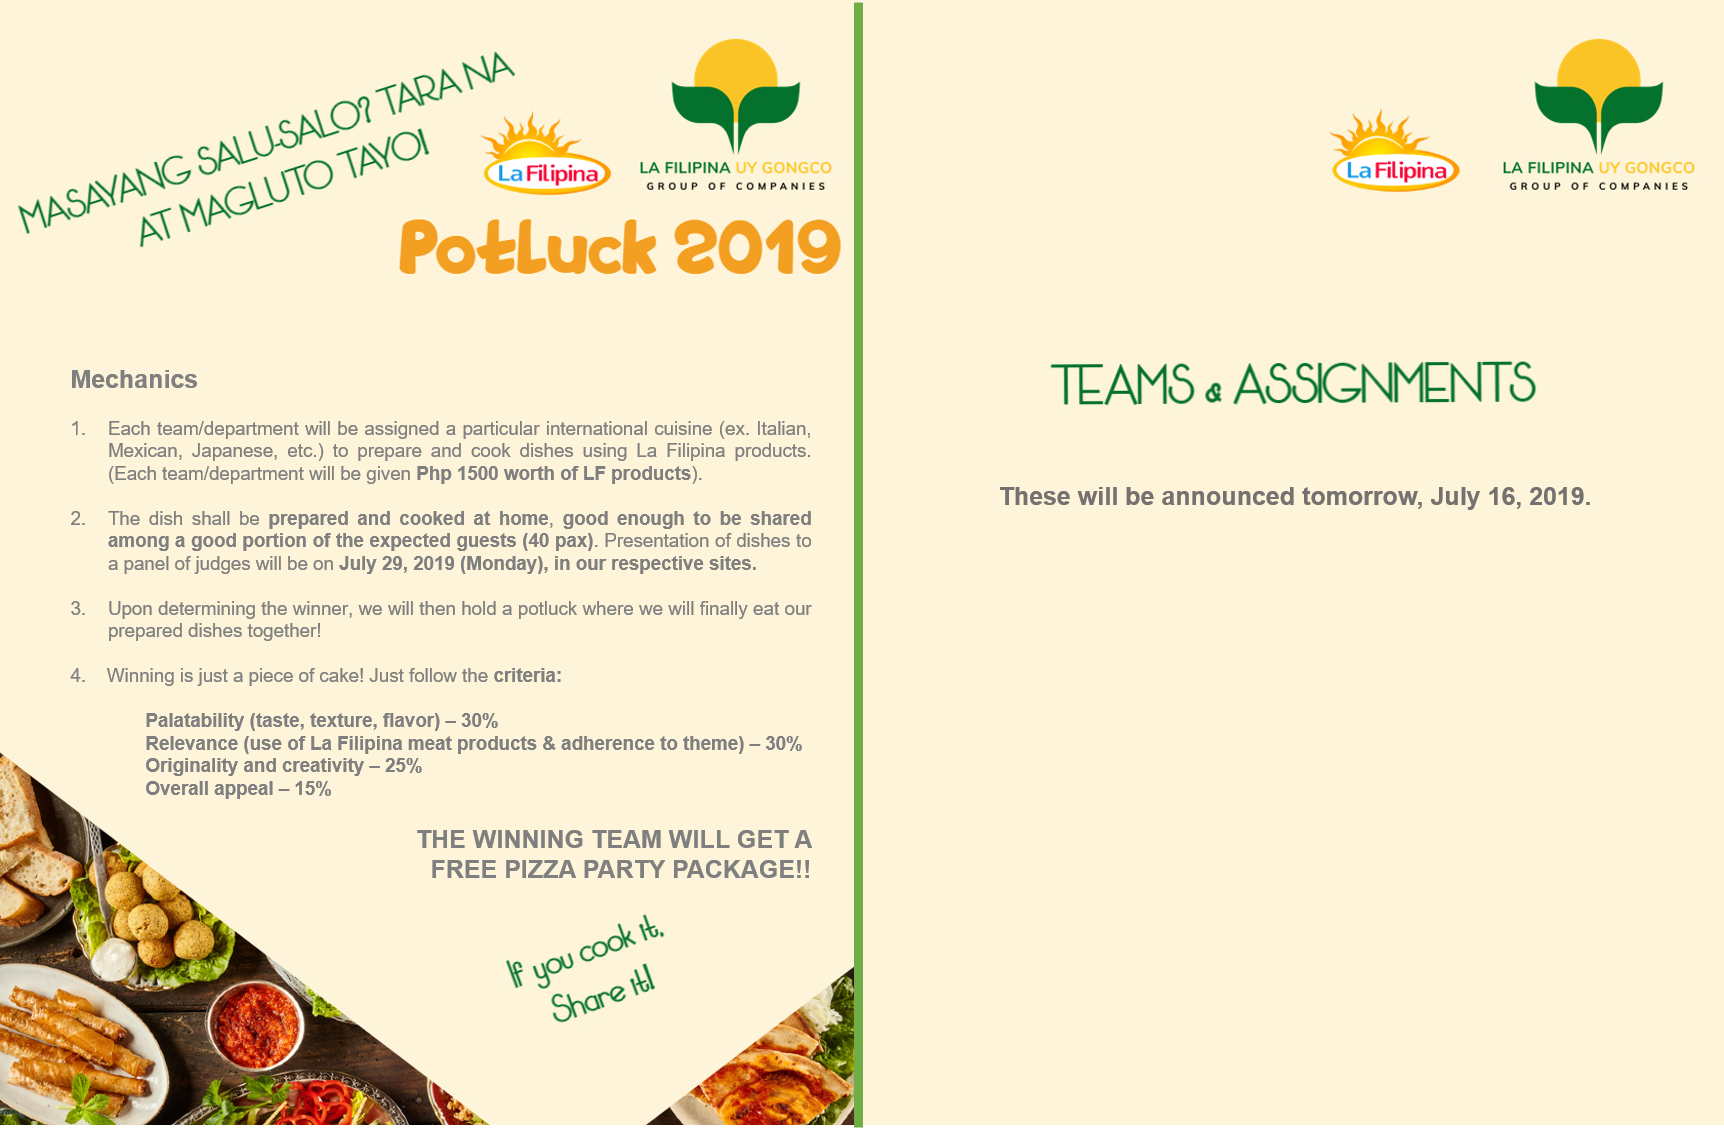 MASAYANG SALU-SALO? TARA NA
AT MAGLUTO TAYO!
La Filipina
LA FILIPINA UY GONGCO
GROUP OF COMPANIES
Potluck 2019
Mechanics
1. Each team/department will be assigned a particular international cuisine (ex. Italian,
Mexican, Japanese, etc.) to prepare and cook dishes using La Filipina products.
(Each team/department will be given Php 1500 worth of LF products).
2. The dish shall be prepared and cooked at home, good enough to be shared
among a good portion of the expected guests (40 pax). Presentation of dishes to
a panel of judges will be on July 29, 2019 (Monday), in our respective sites.
3. Upon determining the winner, we will then hold a potluck where we will finally eat our
prepared dishes together!
4. Winning is just a piece of cake! Just follow the criteria:
Palatability (taste, texture, flavor) – 30%
Relevance (use of La Filipina meat products & adherence to theme) – 30%
Originality and creativity – 25%
Overall appeal – 15%
THE WINNING TEAM WILL GET A
FREE PIZZA PARTY PACKAGE!!
If you cook it,
Share it!
La Filipina
LA FILIPINA UY GONGCO
GROUP OF COMPANIES
TEAMS & ASSIGNMENTS
These will be announced tomorrow, July 16, 2019.